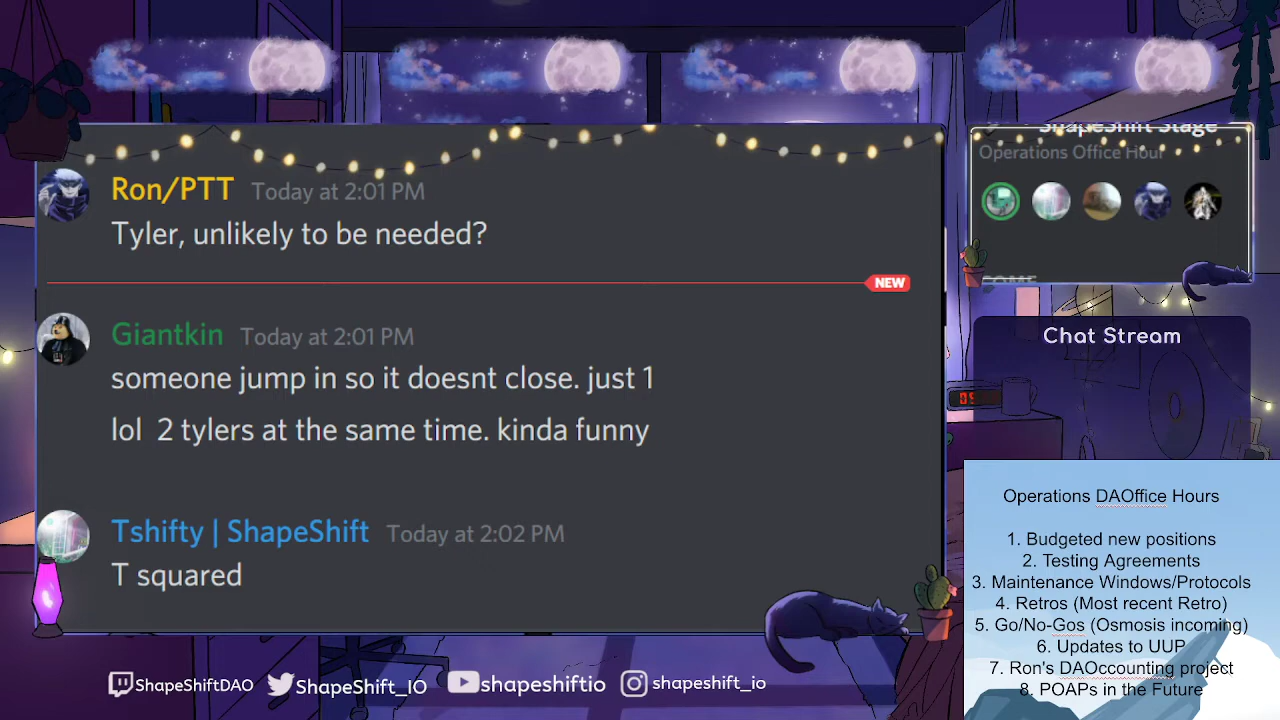 Ron/PTT Today at 2:01 PM
Tyler, unlikely to be needed?
NEW
Giantkin Today at 2:01 PM
someone jump in so it doesnt close. just 1
lol 2 tylers at the same time. kinda funny
Tshifty | ShapeShift Today at 2:02 PM
T squared
ShapeShift Stage
Operations Office Hour
Chat Stream
Operations DAOffice Hours
1. Budgeted new positions
2. Testing Agreements
3. Maintenance Windows/Protocols
4. Retros (Most recent Retro)
5. Go/No-Gos (Osmosis incoming)
6. Updates to UUP
7. Ron's DAOccounting project
8. POAPs in the Future
ShapeShiftDAO ShapeShift_IO shapeshiftio shapeshift_io